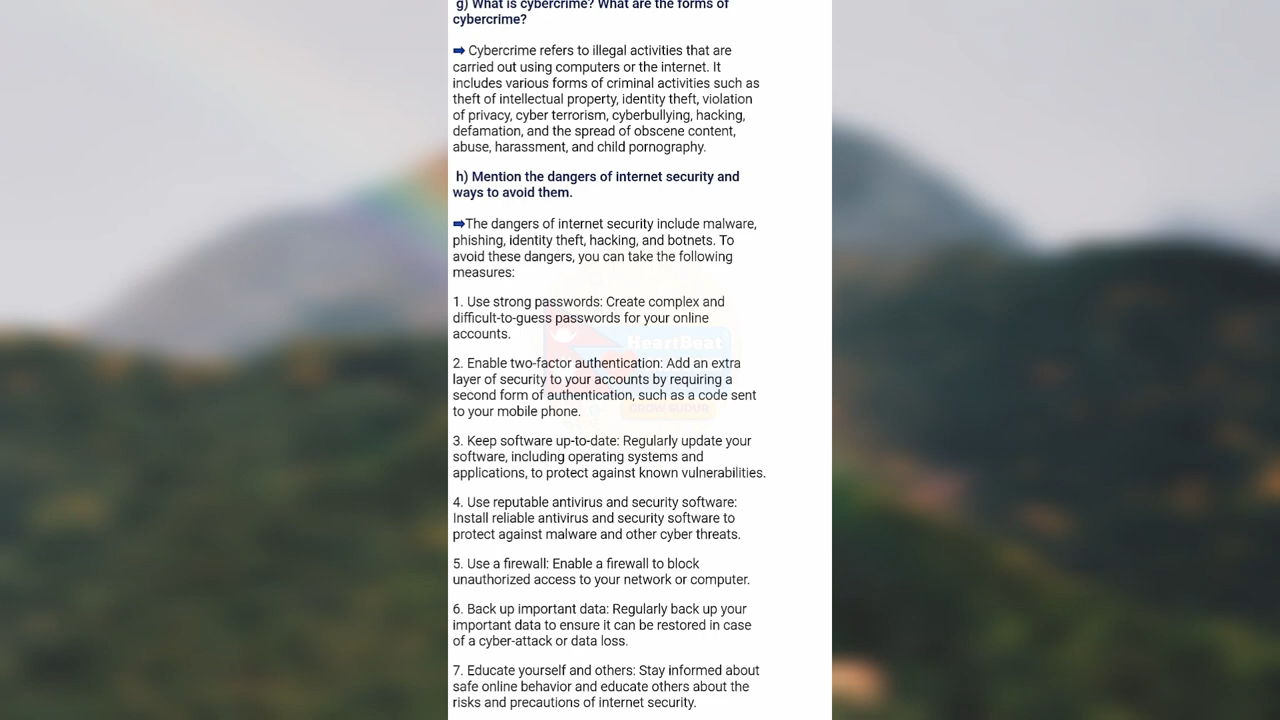 g) What is cybercrime? What are the forms of
cybercrime?
➡ Cybercrime refers to illegal activities that are
carried out using computers or the internet. It
includes various forms of criminal activities such as
theft of intellectual property, identity theft, violation
of privacy, cyber terrorism, cyberbullying, hacking,
defamation, and the spread of obscene content,
abuse, harassment, and child pornography.
h) Mention the dangers of internet security and
ways to avoid them.
➡The dangers of internet security include malware,
phishing, identity theft, hacking, and botnets. To
avoid these dangers, you can take the following
measures:
1. Use strong passwords: Create complex and
difficult-to-guess passwords for your online
accounts.
HeartBeat
2. Enable two-factor authentication: Add an extra
layer of security to your accounts by requiring a
second form of authentication, such as a code sent
to your mobile phone.
GROW GUDUR
3. Keep software up-to-date: Regularly update your
software, including operating systems and
applications, to protect against known vulnerabilities.
4. Use reputable antivirus and security software:
Install reliable antivirus and security software to
protect against malware and other cyber threats.
5. Use a firewall: Enable a firewall to block
unauthorized access to your network or computer.
6. Back up important data: Regularly back up your
important data to ensure it can be restored in case
of a cyber-attack or data loss.
7. Educate yourself and others: Stay informed about
safe online behavior and educate others about the
risks and precautions of internet security.